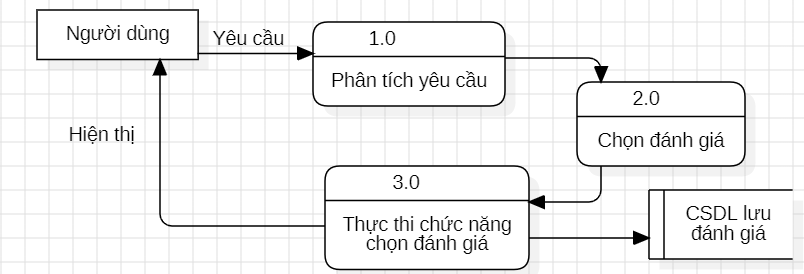 Người dùng
Yêu cầu
1.0
Phân tích yêu cầu
2.0
Chọn đánh giá
Hiện thị
3.0
Thực thi chức năng
chọn đánh giá
CSDL lưu
đánh giá